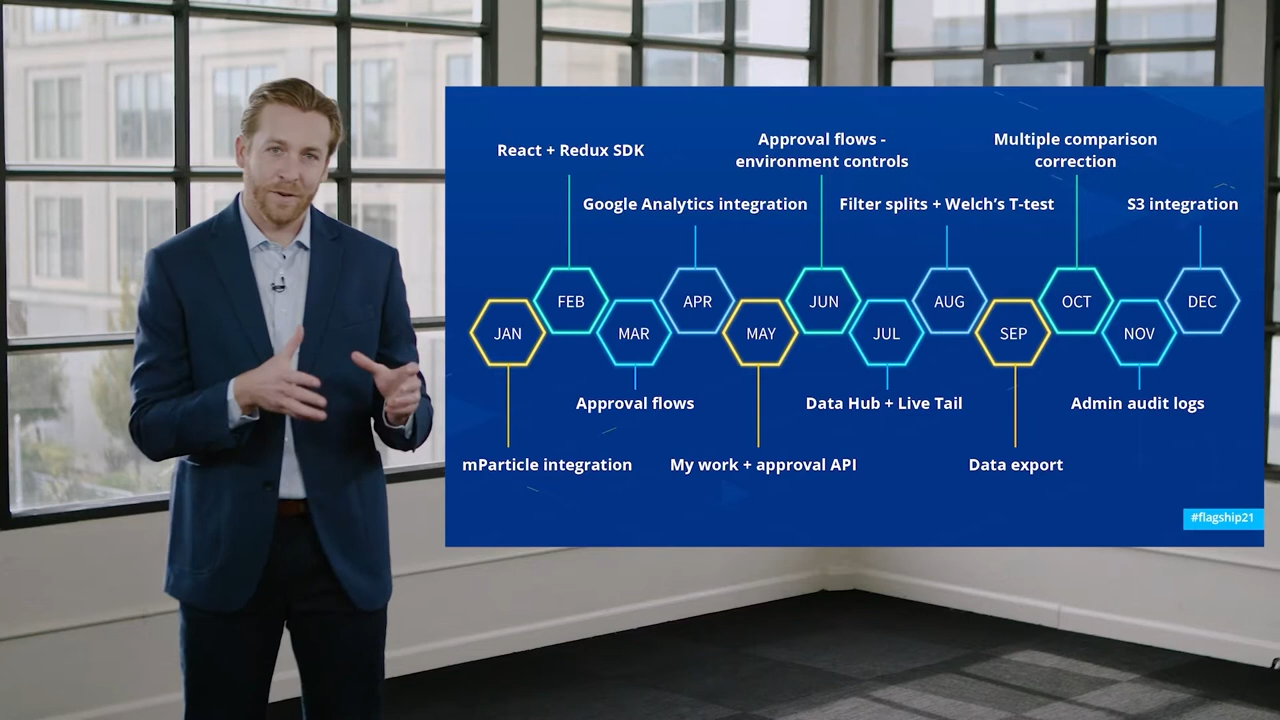 React + Redux SDK
Approval flows -
environment controls
Multiple comparison
correction
Google Analytics integration
Filter splits + Welch's T-test
S3 integration
JAN
FEB
MAR
APR
MAY
JUN
JUL
AUG
SEP
OCT
NOV
DEC
Approval flows
Data Hub + Live Tail
Admin audit logs
mParticle integration
My work + approval API
Data export
#flagship21